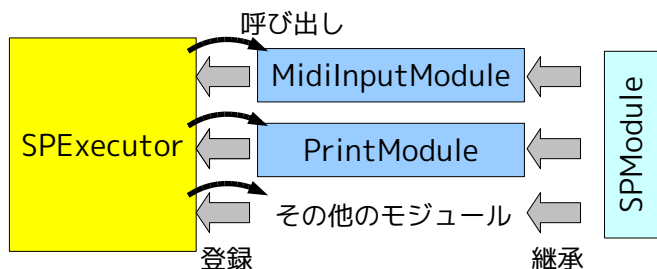 呼び出し
SPExecutor
MidiInputModule
PrintModule
その他のモジュール
SPModule
登録
継承